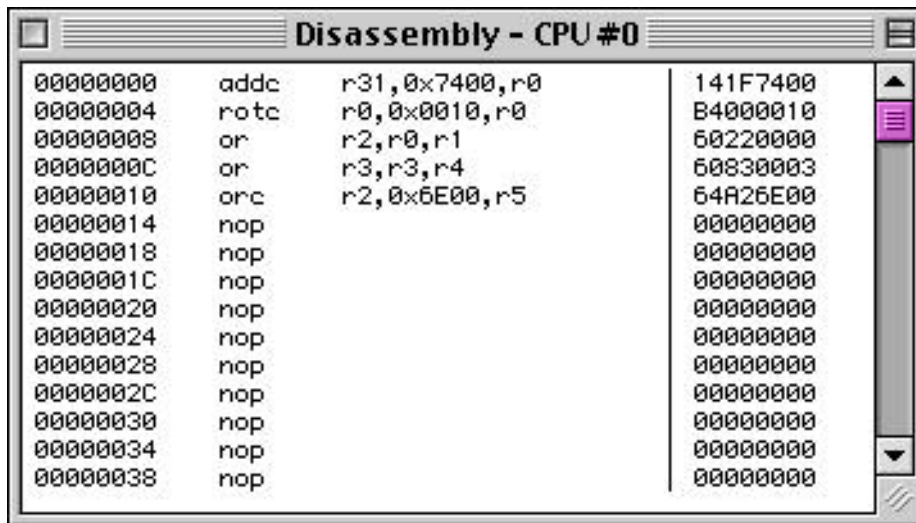 Disassembly - CPU #0
00000000 addc r31,0x7400,r0 141F7400
00000004 rotc r0,0x0010,r0 B4000010
00000008 or r2,r0,r1 60220000
0000000C or r3,r3,r4 60830003
00000010 orc r2,0x6E00,r5 64A26E00
00000014 nop 00000000
00000018 nop 00000000
0000001C nop 00000000
00000020 nop 00000000
00000024 nop 00000000
00000028 nop 00000000
0000002C nop 00000000
00000030 nop 00000000
00000034 nop 00000000
00000038 nop 00000000